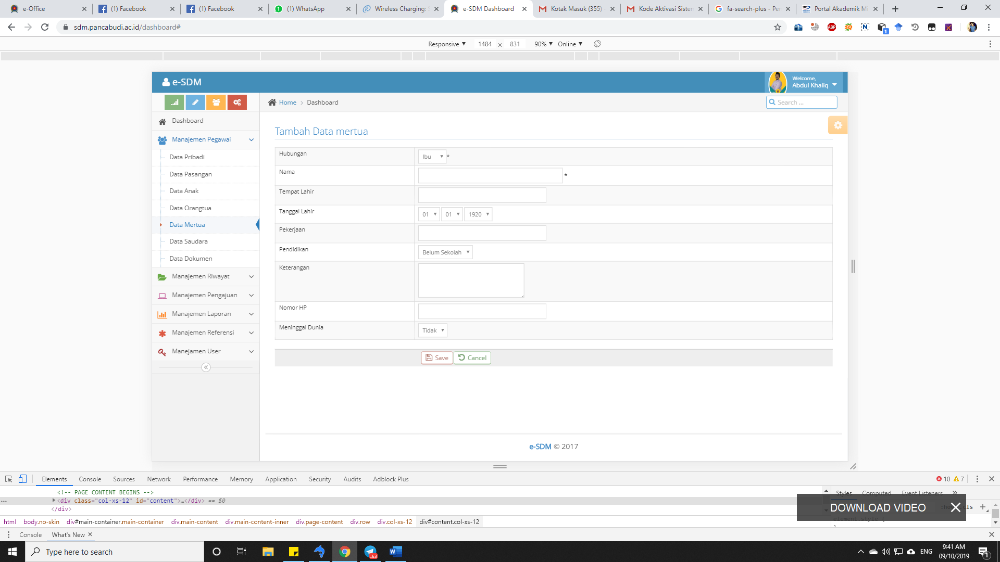 e-Office
(1) Facebook
(1) Facebook
(1) WhatsApp
Wireless Charging:
e-SDM Dashboard
Kotak Masuk (355)
Kode Aktivasi Sistem
fa-search-plus - Per
Portal Akademik
sdm.pancabudi.ac.id/dashboard#
Responsive 1484 x 831 90% Online
e-SDM
Welcome,
Abdul Khaliq
Home > Dashboard
Search ...
Dashboard
Manajemen Pegawai
Data Pribadi
Data Pasangan
Data Anak
Data Orangtua
Data Mertua
Data Saudara
Data Dokumen
Manajemen Riwayat
Manajemen Pengajuan
Manajemen Laporan
Manajemen Referensi
Manejamen User
Tambah Data mertua
Hubungan Ibu *
Nama *
Tempat Lahir
Tanggal Lahir 01 01 1920
Pekerjaan
Pendidikan Belum Sekolah
Keterangan
Nomor HP
Meninggal Dunia Tidak
Save Cancel
e-SDM © 2017
Elements Console Sources Network Performance Memory Application Security Audits Adblock Plus 10 7
<!-- PAGE CONTENT BEGINS -->
<div class="col-xs-12" id="content">…</div> == $0
</div>
Styles Computed Event Listeners »
DOWNLOAD VIDEO
element.style {
html body.no-skin div#main-container.main-container div.main-content div.main-content-inner div.page-content div.row div.col-xs-12 div#content.col-xs-12
Console What's New
Type here to search
63
ENG
9:41 AM
09/10/2019
1